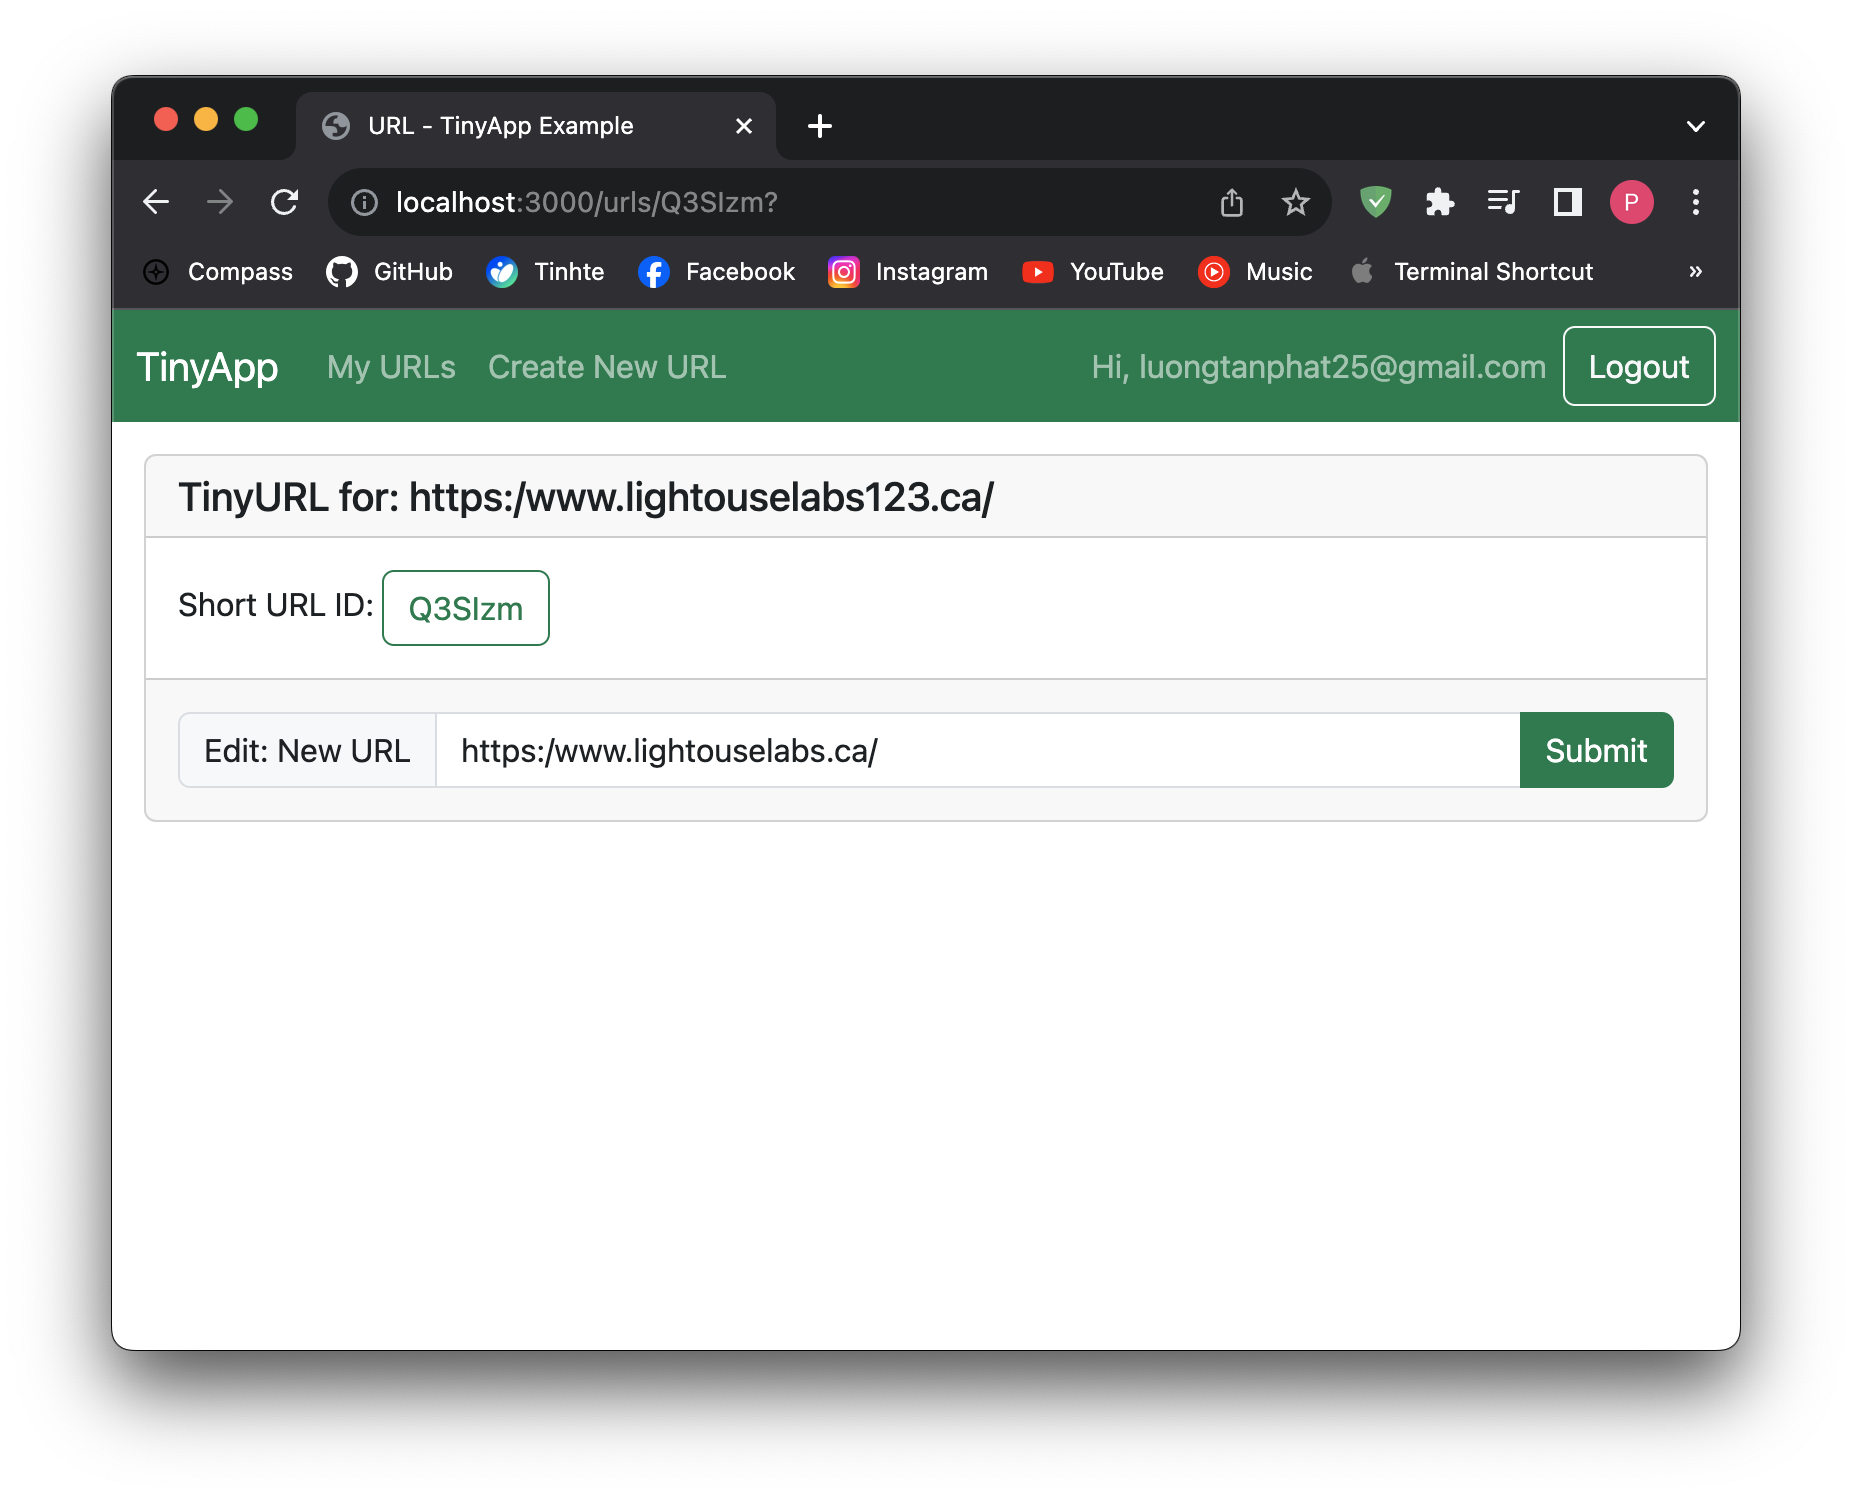 URL - TinyApp Example
localhost:3000/urls/Q3SIzm?
P
Compass GitHub Tinhte Facebook Instagram YouTube Music Terminal Shortcut »
TinyApp My URLs Create New URL Hi, luongtanphat25@gmail.com Logout
TinyURL for: https:/www.lightouselabs123.ca/
Short URL ID: Q3SIzm
Edit: New URL https:/www.lightouselabs.ca/ Submit